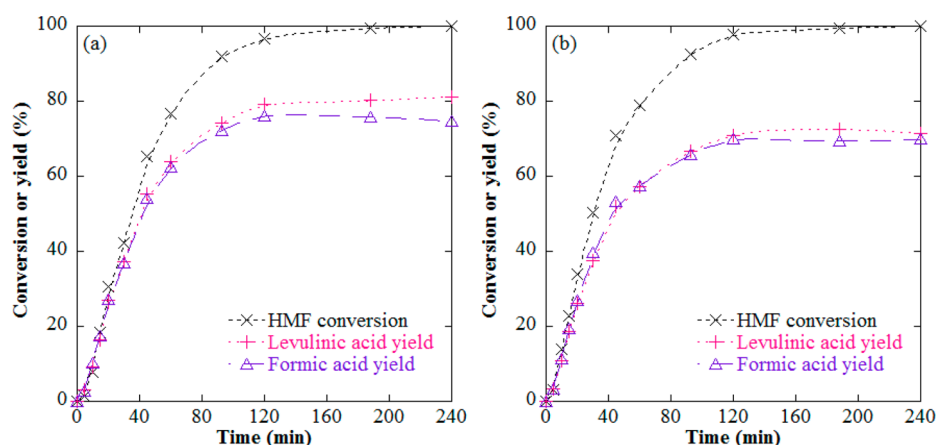 (a)
Conversion or yield (%)
100
80
60
40
20
0
HMF conversion
Levulinic acid yield
Formic acid yield
0 40 80 120 160 200 240
Time (min)
(b)
Conversion or yield (%)
100
80
60
40
20
0
HMF conversion
Levulinic acid yield
Formic acid yield
0 40 80 120 160 200 240
Time (min)